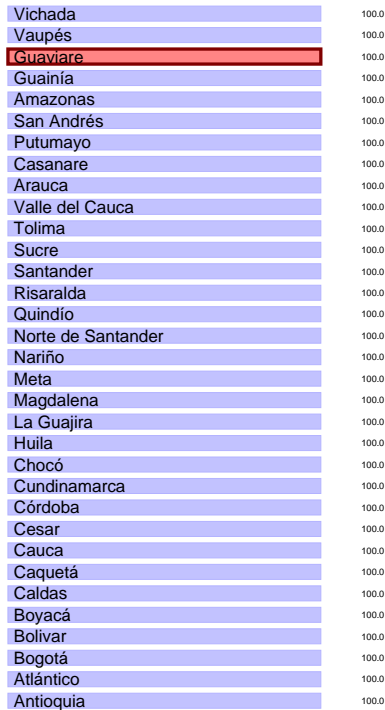 Vichada 100.0
Vaupés 100.0
Guaviare 100.0
Guainía 100.0
Amazonas 100.0
San Andrés 100.0
Putumayo 100.0
Casanare 100.0
Arauca 100.0
Valle del Cauca 100.0
Tolima 100.0
Sucre 100.0
Santander 100.0
Risaralda 100.0
Quindío 100.0
Norte de Santander 100.0
Nariño 100.0
Meta 100.0
Magdalena 100.0
La Guajira 100.0
Huila 100.0
Chocó 100.0
Cundinamarca 100.0
Córdoba 100.0
Cesar 100.0
Cauca 100.0
Caquetá 100.0
Caldas 100.0
Boyacá 100.0
Bolivar 100.0
Bogotá 100.0
Atlántico 100.0
Antioquia 100.0